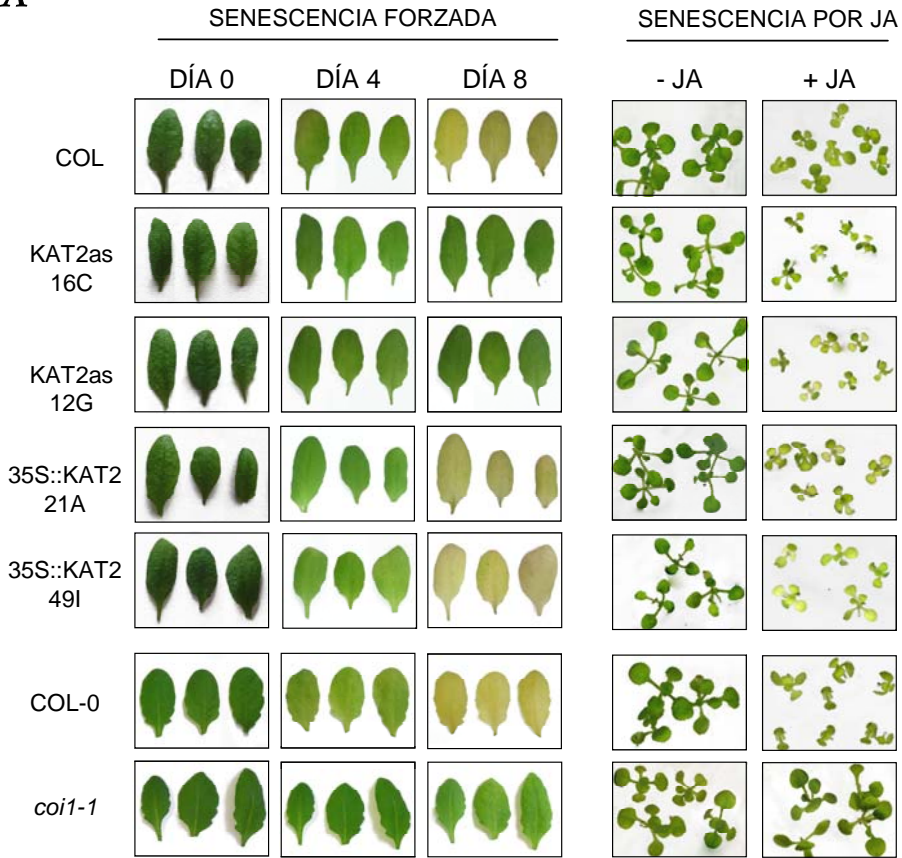 A
SENESCENCIA FORZADA
SENESCENCIA POR JA
DÍA 0
DÍA 4
DÍA 8
- JA
+ JA
COL
KAT2as
16C
KAT2as
12G
35S::KAT2
21A
35S::KAT2
49I
COL-0
coi1-1